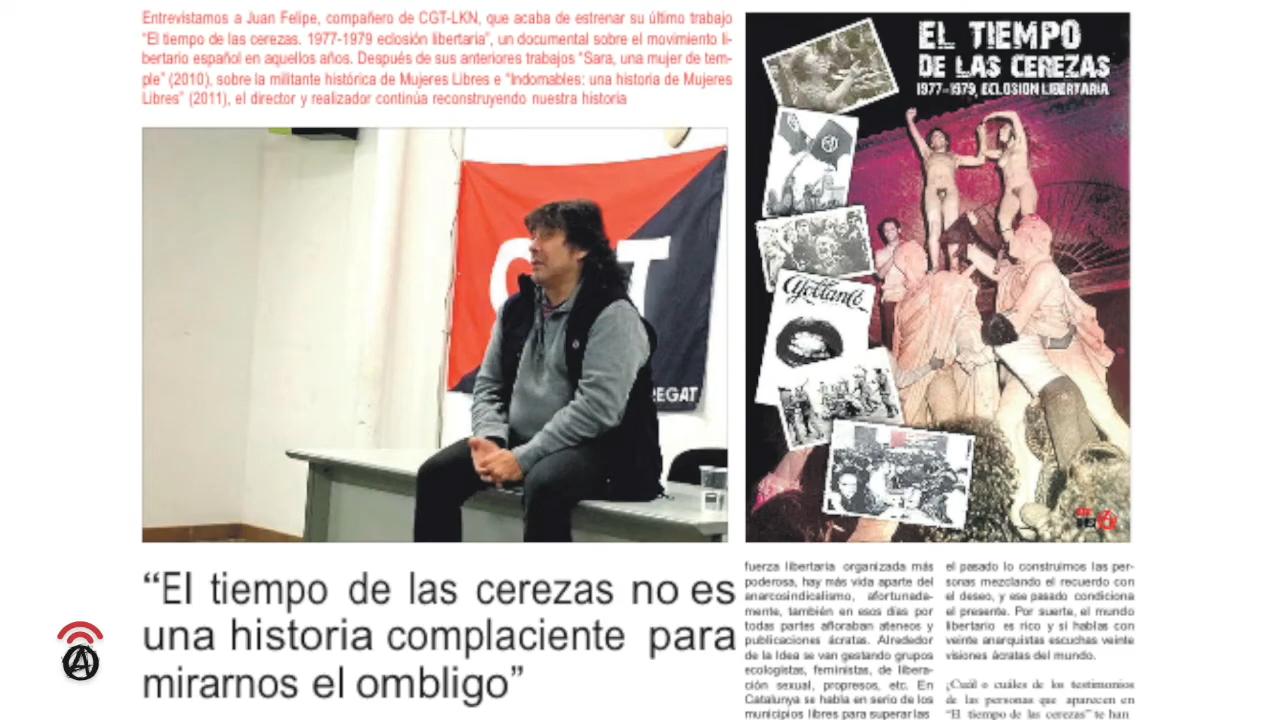 Entrevistamos a Juan Felipe, compañero de CGT-LKN, que acaba de estrenar su último trabajo
“El tiempo de las cerezas. 1977-1979 eclosión libertaria”, un documental sobre el movimiento li-
bertario español en aquellos años. Después de sus anteriores trabajos “Sara, una mujer de tem-
ple” (2010), sobre la militante histórica de Mujeres Libres e “Indomables: una historia de Mujeres
Libres” (2011), el director y realizador continúa reconstruyendo nuestra historia
EL TIEMPO
DE LAS CEREZAS
1977-1979, ECLOSION LIBERTARIA
Ajoblanco
“El tiempo de las cerezas no es
una historia complaciente para
mirarnos el ombligo”
fuerza libertaria organizada más
poderosa, hay más vida aparte del
anarcosindicalismo, afortunada-
mente, también en esos días por
todas partes afloraban ateneos y
publicaciones ácratas. Alrededor
de la Idea se van gestando grupos
ecologistas, feministas, de libera-
ción sexual, propresos, etc. En
Catalunya se habla en serio de los
municipios libres para superar las
el pasado lo construimos las per-
sonas mezclando el recuerdo con
el deseo, y ese pasado condiciona
el presente. Por suerte, el mundo
libertario es rico y si hablas con
veinte anarquistas escuchas veinte
visiones ácratas del mundo.
¿Cuál o cuáles de los testimonios
de las personas que aparecen en
“El tiempo de las cerezas” te han